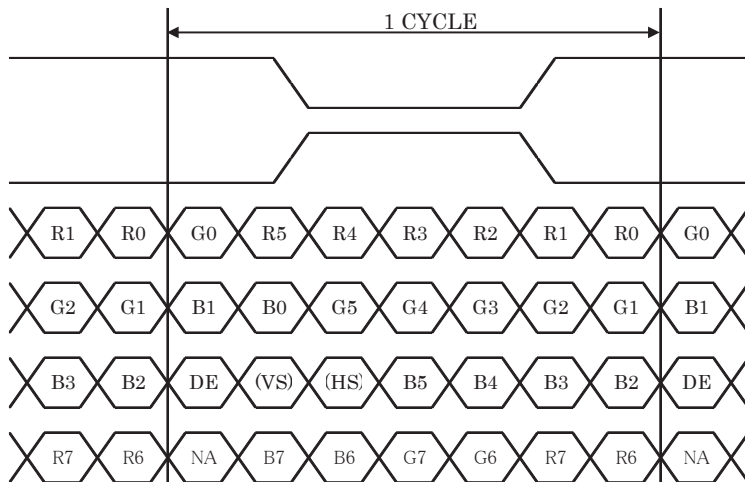 1 CYCLE
R1 R0 G0 R5 R4 R3 R2 R1 R0 G0
G2 G1 B1 B0 G5 G4 G3 G2 G1 B1
B3 B2 DE (VS) (HS) B5 B4 B3 B2 DE
R7 R6 NA B7 B6 G7 G6 R7 R6 NA